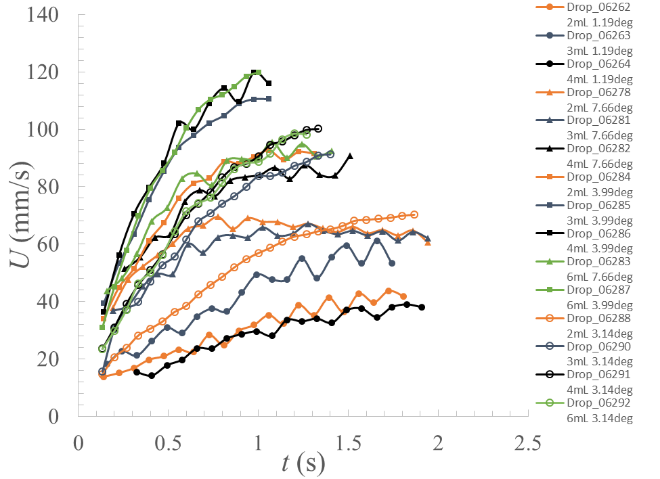 140
120
100
80
60
40
20
0
U (mm/s)
0
0.5
1
1.5
2
2.5
t (s)
Drop_06262
2mL 1.19deg
Drop_06263
3mL 1.19deg
Drop_06264
4mL 1.19deg
Drop_06278
2mL 7.66deg
Drop_06281
3mL 7.66deg
Drop_06282
4mL 7.66deg
Drop_06284
2mL 3.99deg
Drop_06285
3mL 3.99deg
Drop_06286
4mL 3.99deg
Drop_06283
6mL 7.66deg
Drop_06287
6mL 3.99deg
Drop_06288
2mL 3.14deg
Drop_06290
3mL 3.14deg
Drop_06291
4mL 3.14deg
Drop_06292
6mL 3.14deg